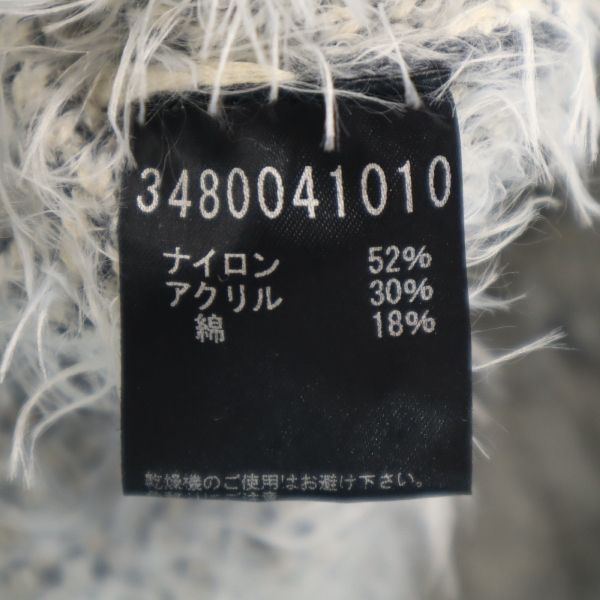 3480041010
ナイロン 52%
アクリル 30%
綿 18%
乾燥機のご使用はお避け下さい。